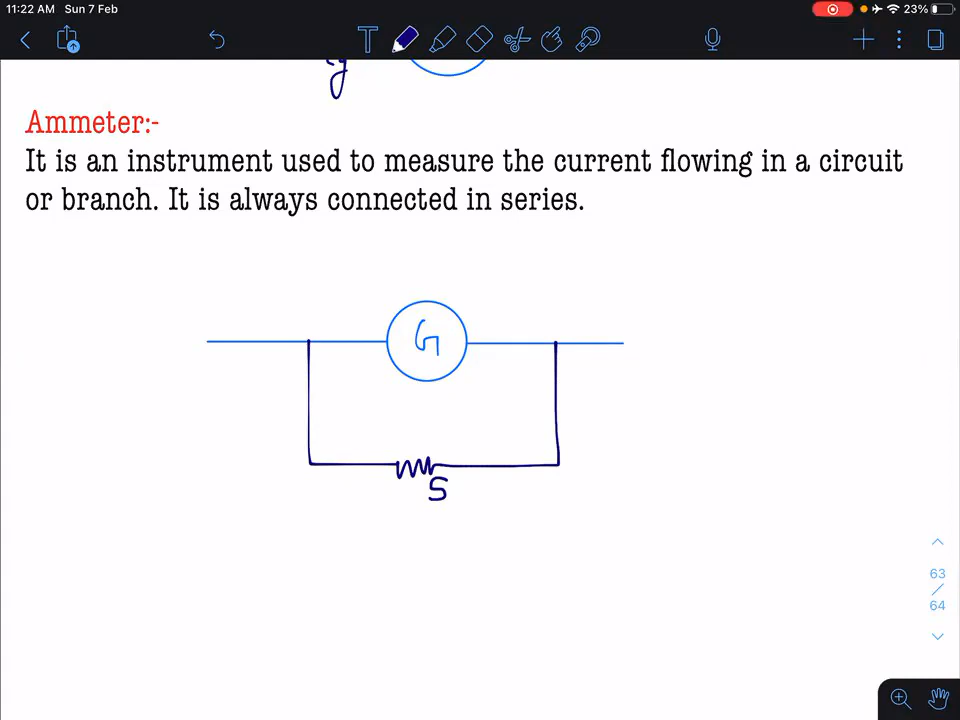 11:22 AM Sun 7 Feb
23%
Ammeter:-
It is an instrument used to measure the current flowing in a circuit
or branch. It is always connected in series.
G
S
63
/
64